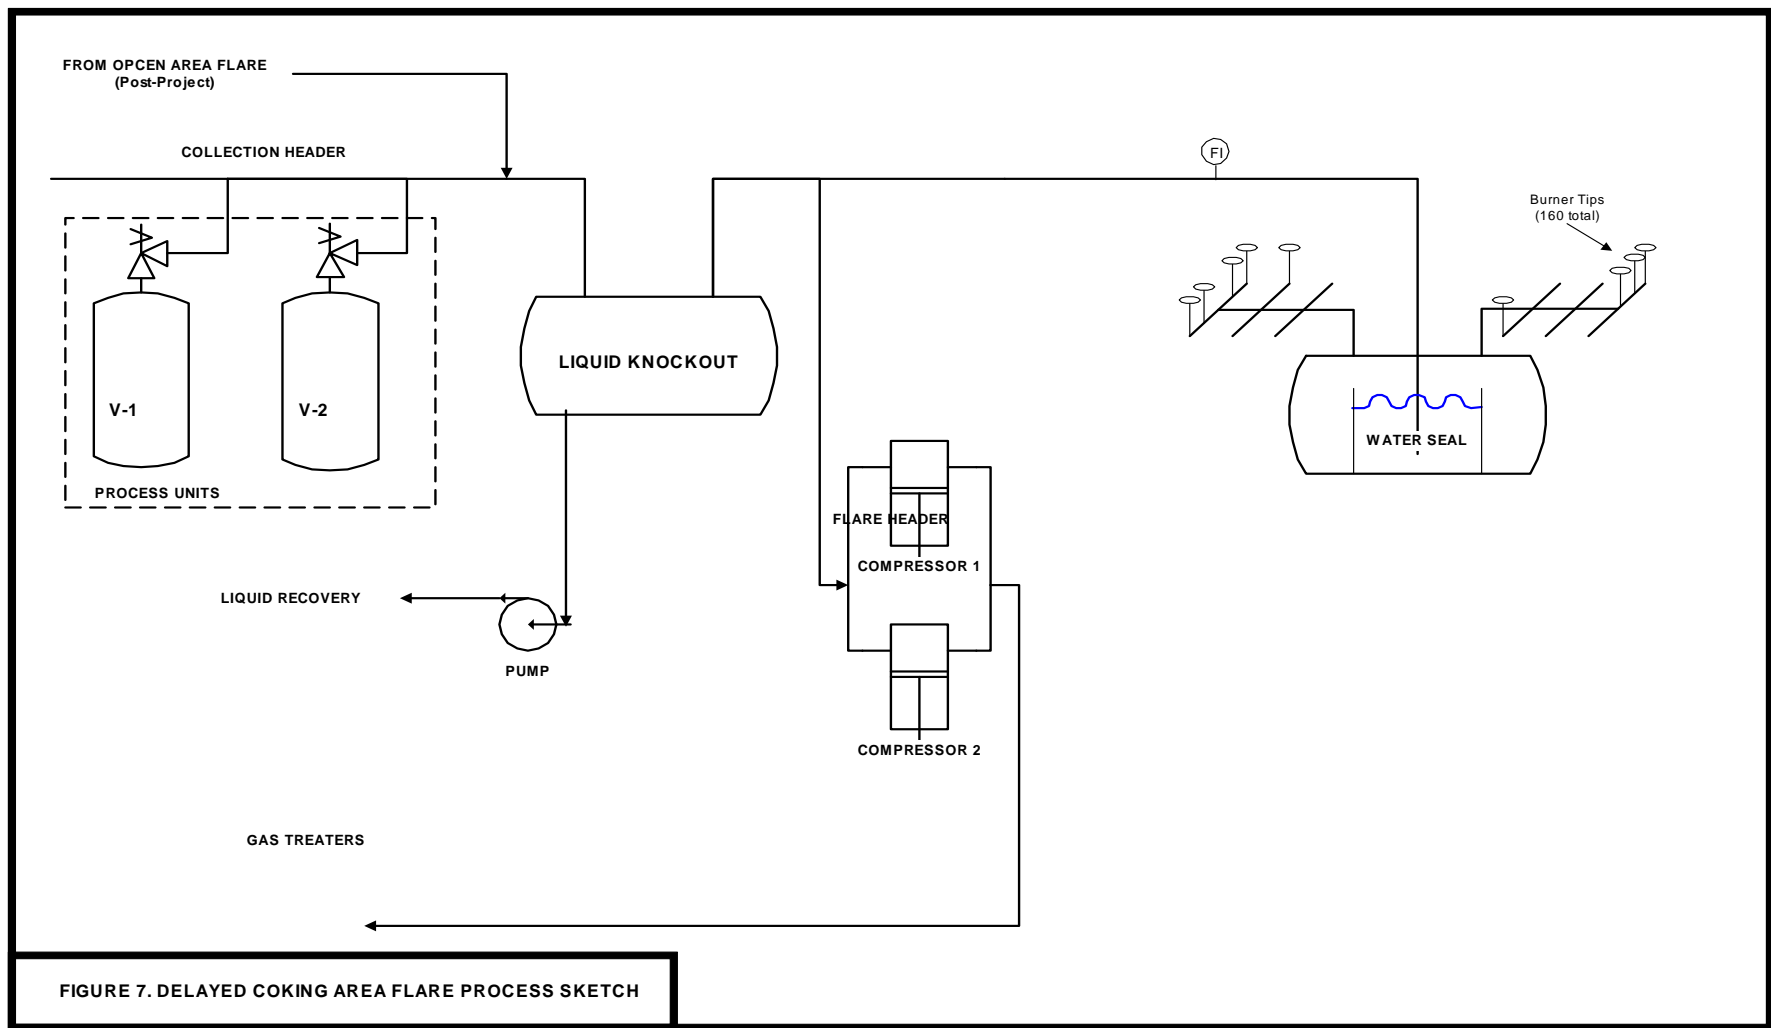 FROM OPCEN AREA FLARE
(Post-Project)
COLLECTION HEADER
FI
Burner Tips
(160 total)
LIQUID KNOCKOUT
V-1
V-2
WATER SEAL
PROCESS UNITS
FLARE HEADER
COMPRESSOR 1
LIQUID RECOVERY
PUMP
COMPRESSOR 2
GAS TREATERS
FIGURE 7. DELAYED COKING AREA FLARE PROCESS SKETCH